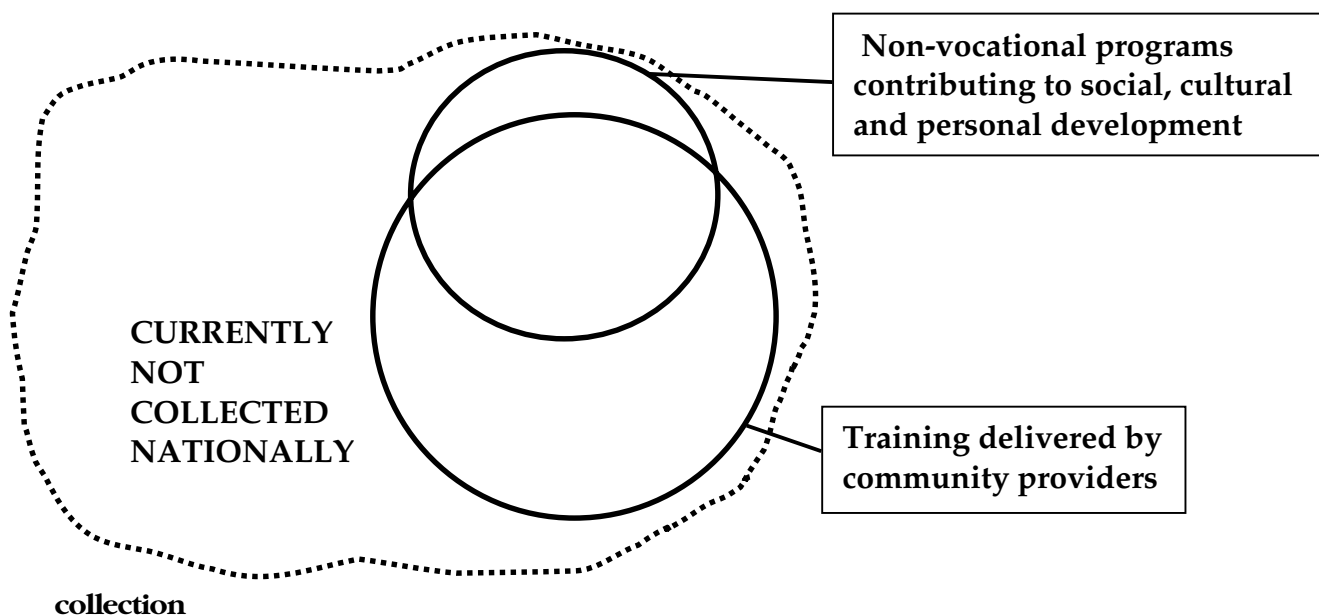 Non-vocational programs
contributing to social, cultural
and personal development
CURRENTLY
NOT
COLLECTED
NATIONALLY
Training delivered by
community providers
collection